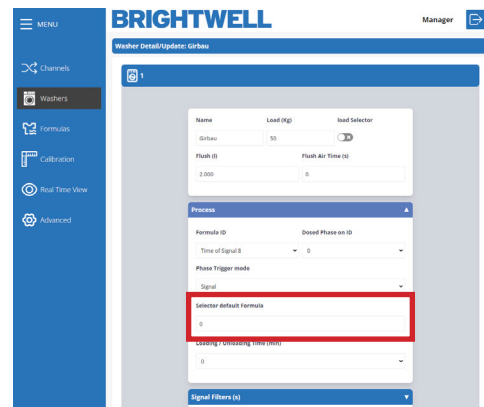 MENU
BRIGHTWELL
Manager
Washer Detail/Update: Girbau
Channels
Washers
Formulas
Calibration
Real Time View
Advanced
1
Name Load (Kg) load Selector
Girbau 50
Flush (l) Flush Air Time (s)
2.000 0
Process
Formula ID Dosed Phase on ID
Time of Signal 8 0
Phase Trigger mode
Signal
Selector default Formula
0
Loading / Unloading Time (min)
0
Signal Filters (s)